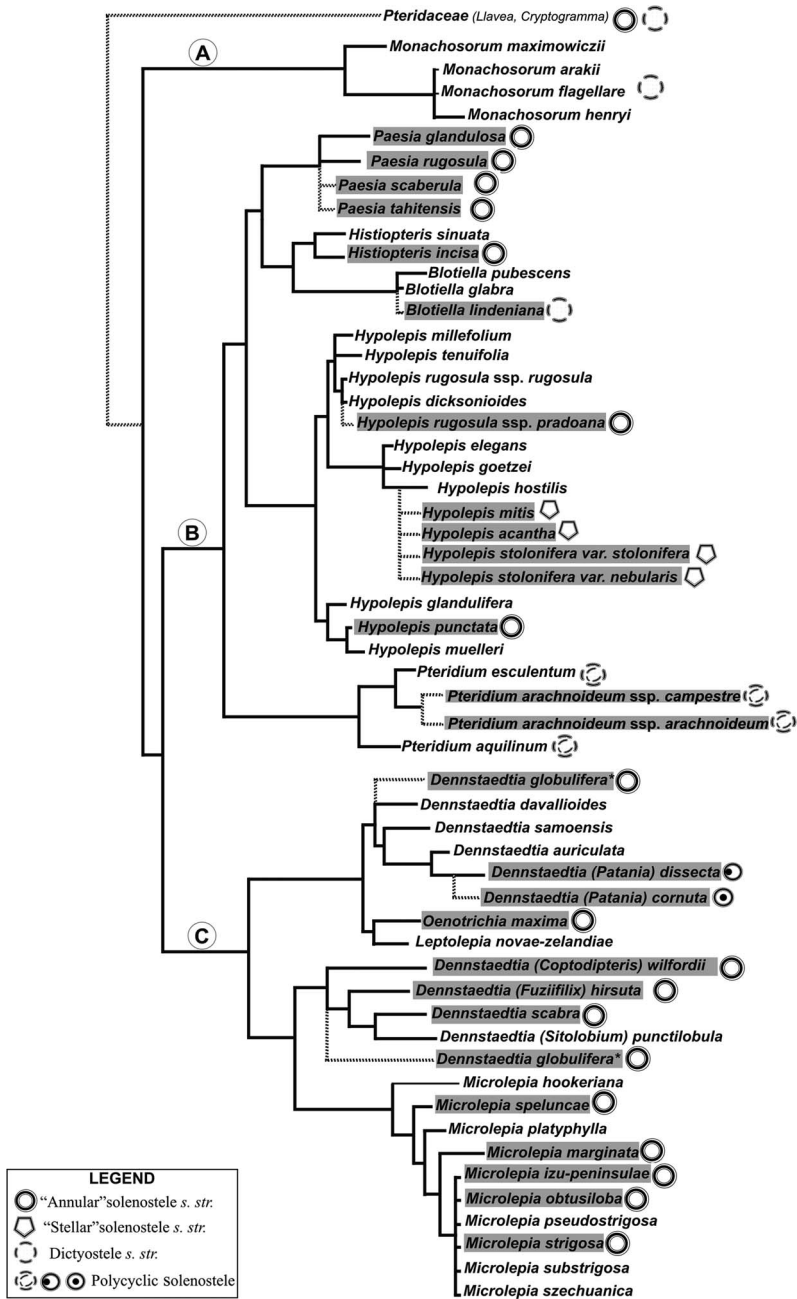 Pteridaceae (Llavea, Cryptogramma)
A
Monachosorum maximowiczii
Monachosorum arakii
Monachosorum flagellare
Monachosorum henryi
Paesia glandulosa
Paesia rugosula
Paesia scaberula
Paesia tahitensis
Histiopteris sinuata
Histiopteris incisa
Blotiella pubescens
Blotiella glabra
Blotiella lindeniana
Hypolepis millefolium
Hypolepis tenuifolia
Hypolepis rugosula ssp. rugosula
Hypolepis dicksonioides
Hypolepis rugosula ssp. pradoana
Hypolepis elegans
Hypolepis goetzei
Hypolepis hostilis
Hypolepis mitis
B
Hypolepis acantha
Hypolepis stolonifera var. stolonifera
Hypolepis stolonifera var. nebularis
Hypolepis glandulifera
Hypolepis punctata
Hypolepis muelleri
Pteridium esculentum
Pteridium arachnoideum ssp. campestre
Pteridium arachnoideum ssp. arachnoideum
Pteridium aquilinum
Dennstaedtia globulifera*
Dennstaedtia davallioides
Dennstaedtia samoensis
Dennstaedtia auriculata
Dennstaedtia (Patania) dissecta
Dennstaedtia (Patania) cornuta
Oenotrichia maxima
C
Leptolepia novae-zelandiae
Dennstaedtia (Coptodipteris) wilfordii
Dennstaedtia (Fuziifilix) hirsuta
Dennstaedtia scabra
Dennstaedtia (Sitolobium) punctilobula
Dennstaedtia globulifera*
Microlepia hookeriana
Microlepia speluncae
Microlepia platyphylla
Microlepia marginata
Microlepia izu-peninsulae
Microlepia obtusiloba
Microlepia pseudostrigosa
Microlepia strigosa
Microlepia substrigosa
Microlepia szechuanica
LEGEND
“Annular”solenostele s. str.
“Stellar”solenostele s. str.
Dictyostele s. str.
Polycyclic solenostele